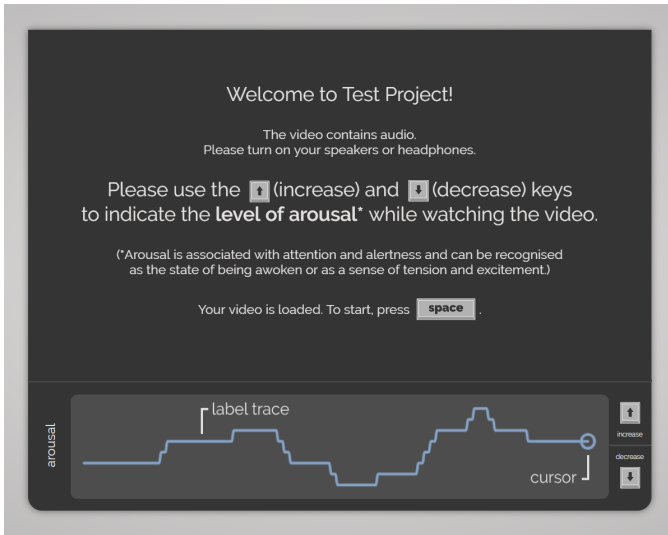 Welcome to Test Project!
The video contains audio.
Please turn on your speakers or headphones.
Please use the (increase) and (decrease) keys
to indicate the level of arousal* while watching the video.
(*Arousal is associated with attention and alertness and can be recognised
as the state of being awoken or as a sense of tension and excitement.)
Your video is loaded. To start, press space .
arousal
label trace
cursor
increase
decrease